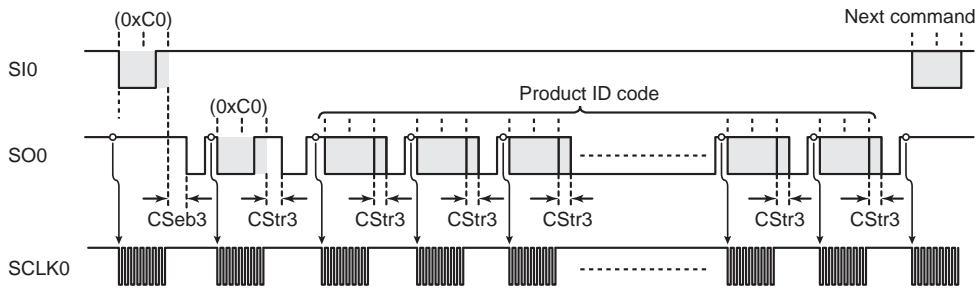 (0xC0) Next command
SI0
(0xC0) Product ID code
SO0
CSeb3 CStr3 CStr3 CStr3 CStr3 CStr3 CStr3
SCLK0